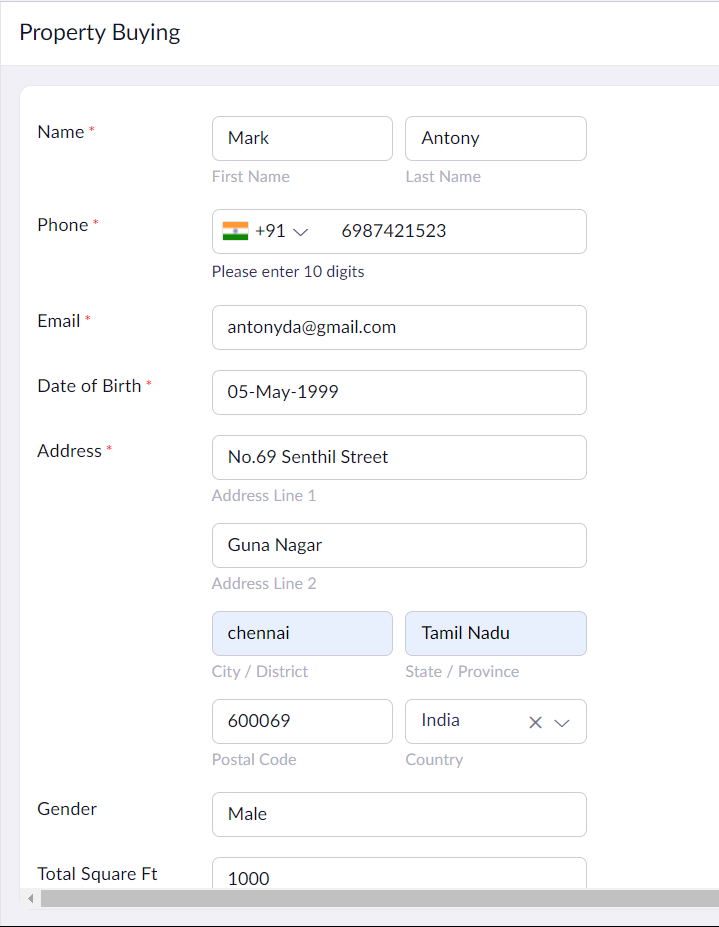 Property Buying
Name *
Mark Antony
First Name Last Name
Phone *
+91 6987421523
Please enter 10 digits
Email *
antonyda@gmail.com
Date of Birth *
05-May-1999
Address *
No.69 Senthil Street
Address Line 1
Guna Nagar
Address Line 2
chennai Tamil Nadu
City / District State / Province
600069 India
Postal Code Country
Gender
Male
Total Square Ft
1000